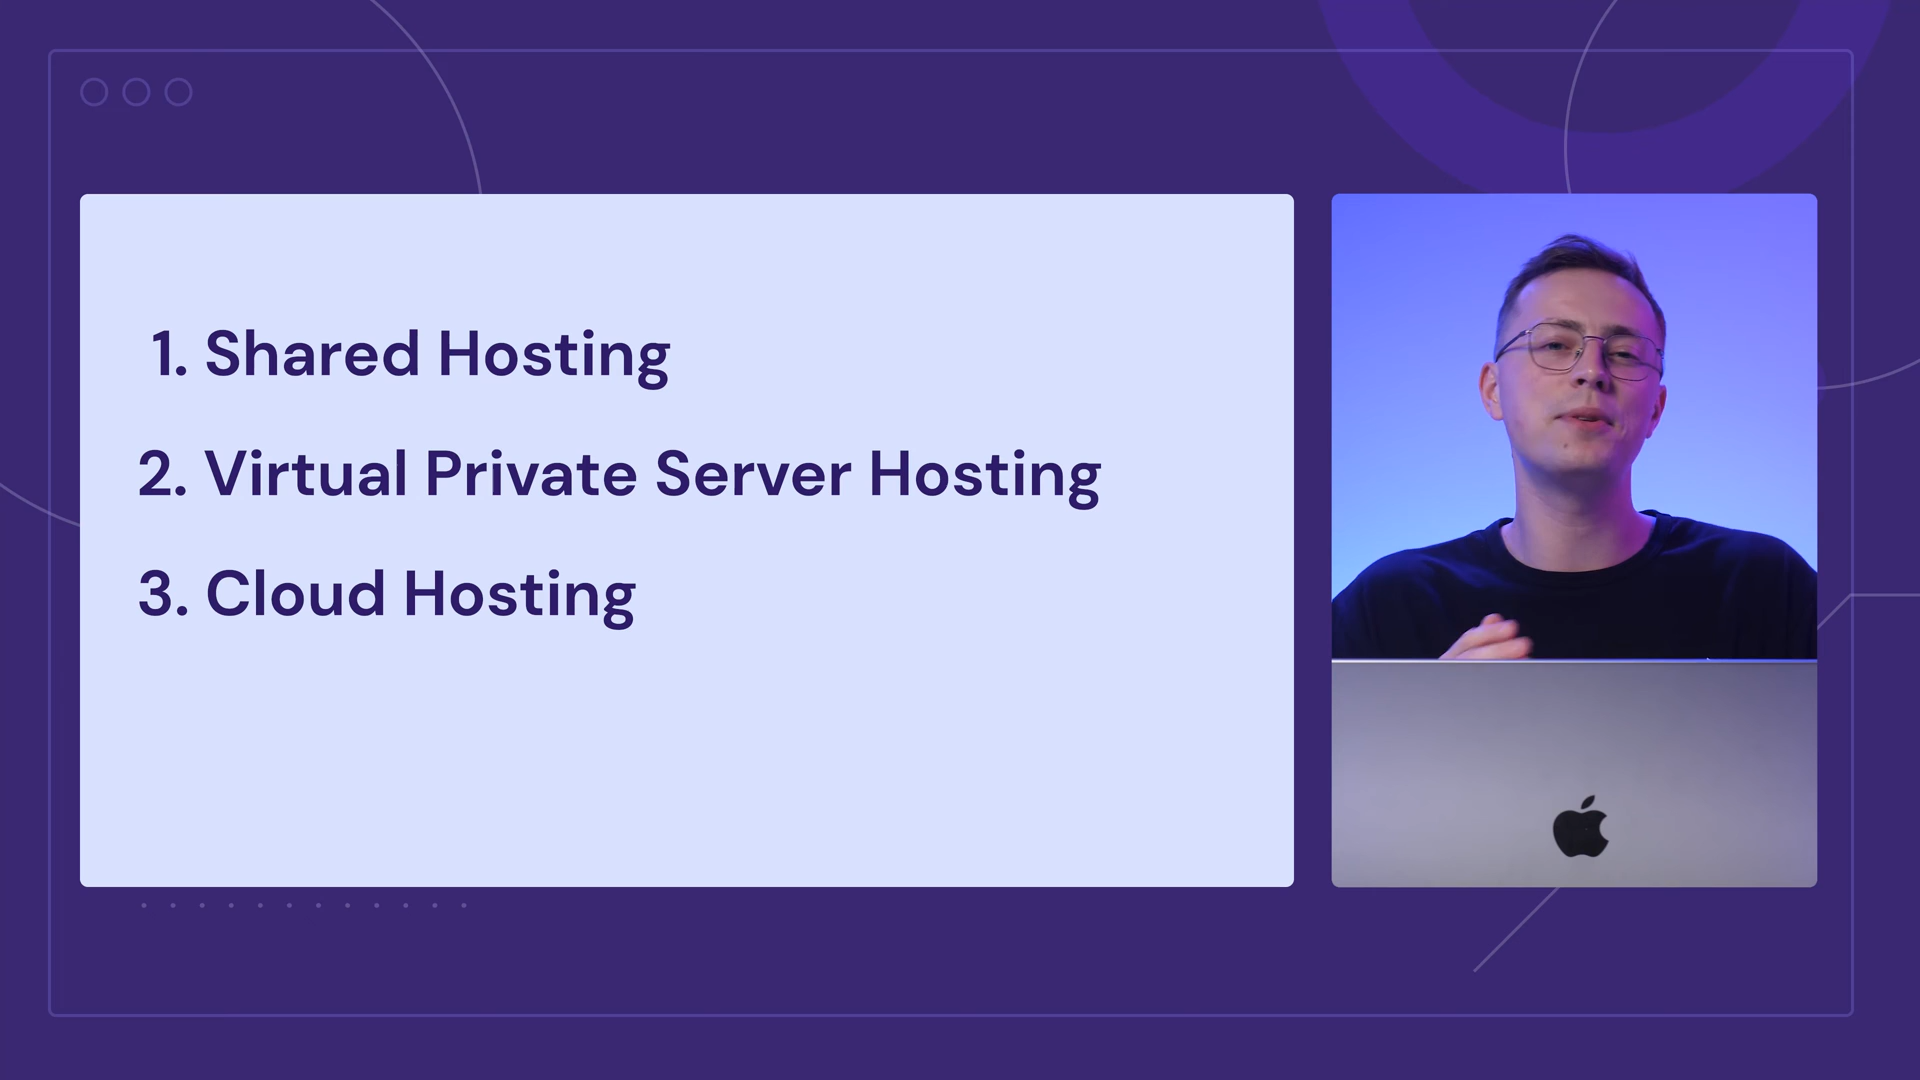 1. Shared Hosting
2. Virtual Private Server Hosting
3. Cloud Hosting